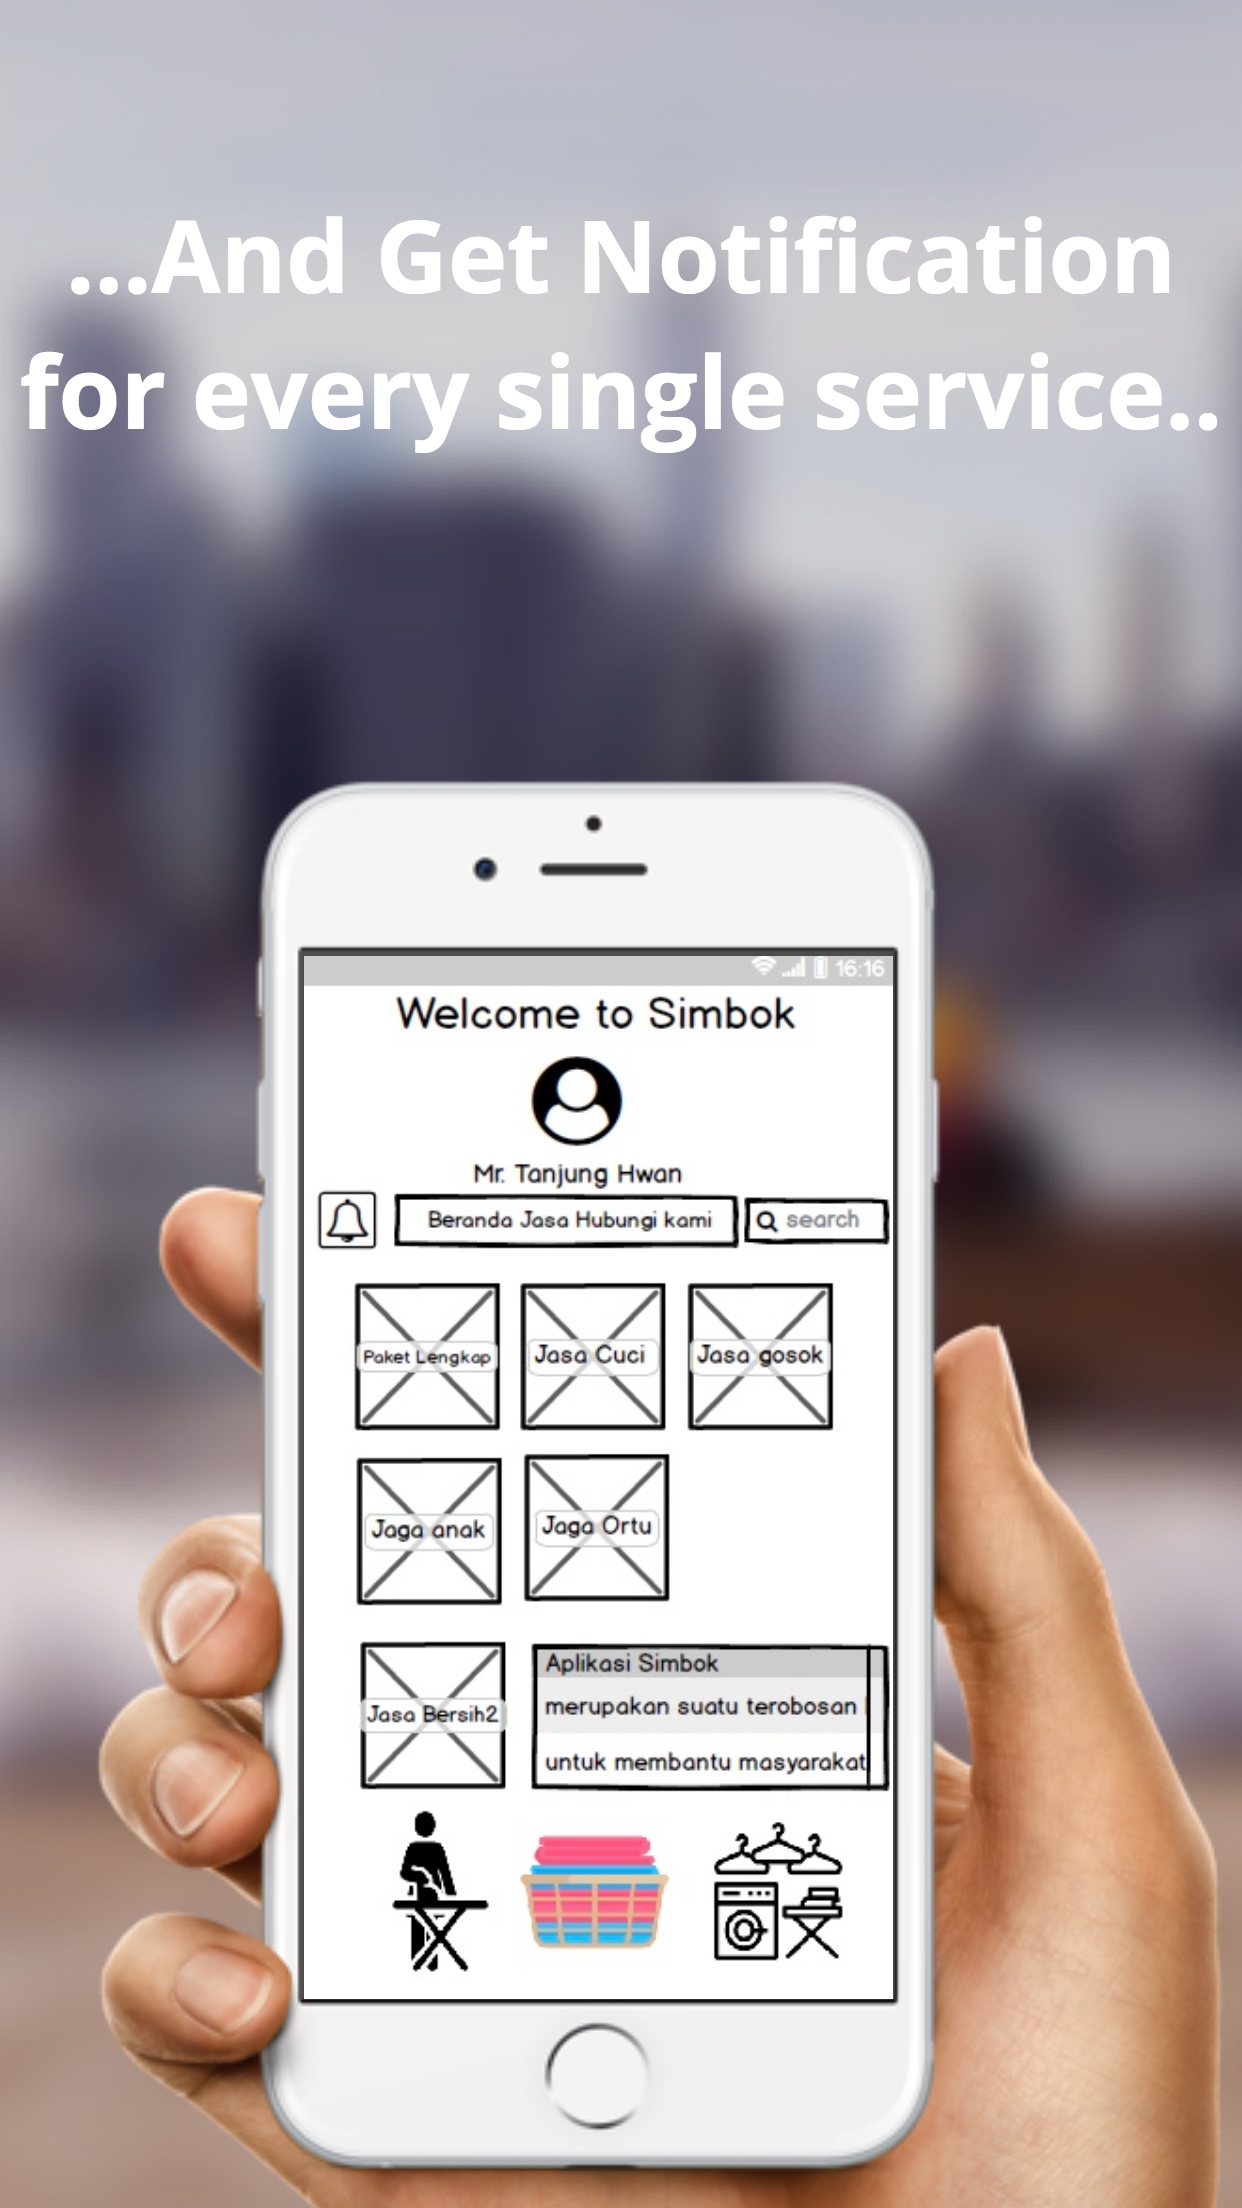 ...And Get Notification
for every single service..
16:16
Welcome to Simbok
Mr. Tanjung Hwan
Beranda Jasa Hubungi kami
search
Paket Lengkap
Jasa Cuci
Jasa gosok
Jaga anak
Jaga Ortu
Jasa Bersih2
Aplikasi Simbok
merupakan suatu terobosan
untuk membantu masyarakat